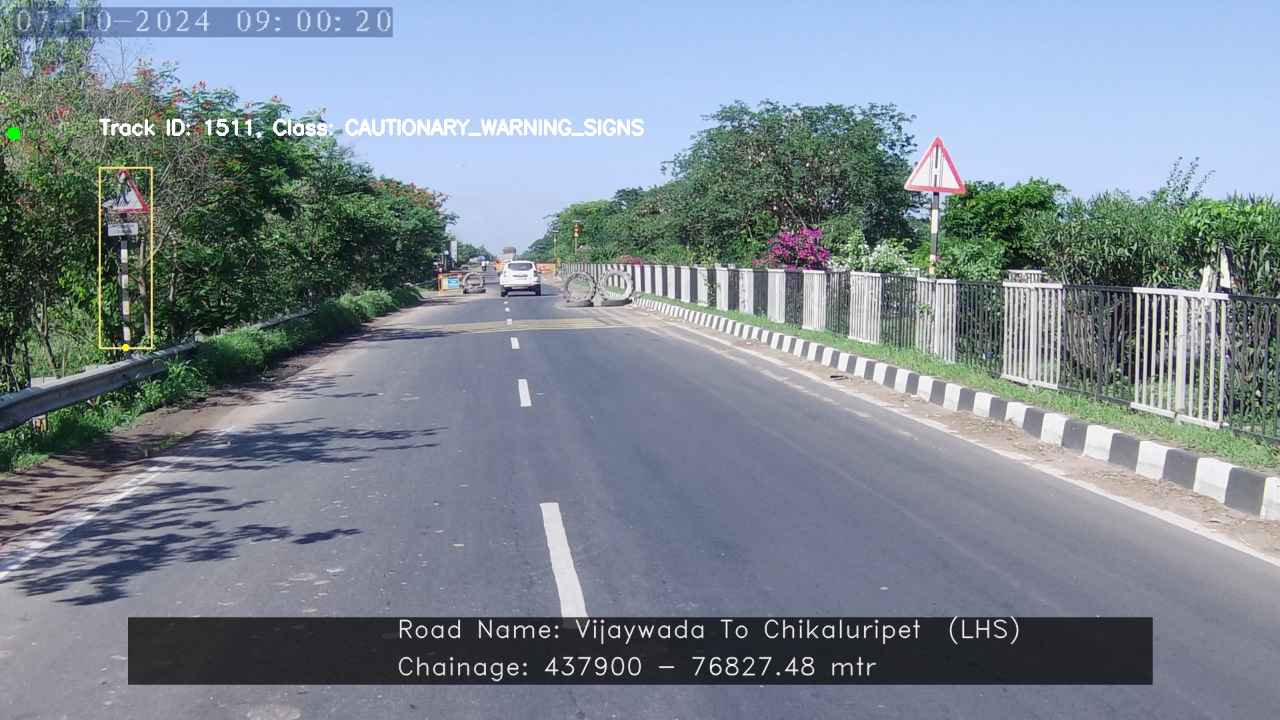 07-10-2024 09:00:20
Track ID: 1511, Class: CAUTIONARY_WARNING_SIGNS
Road Name: Vijaywada To Chikaluripet (LHS)
Chainage: 437900 - 76827.48 mtr